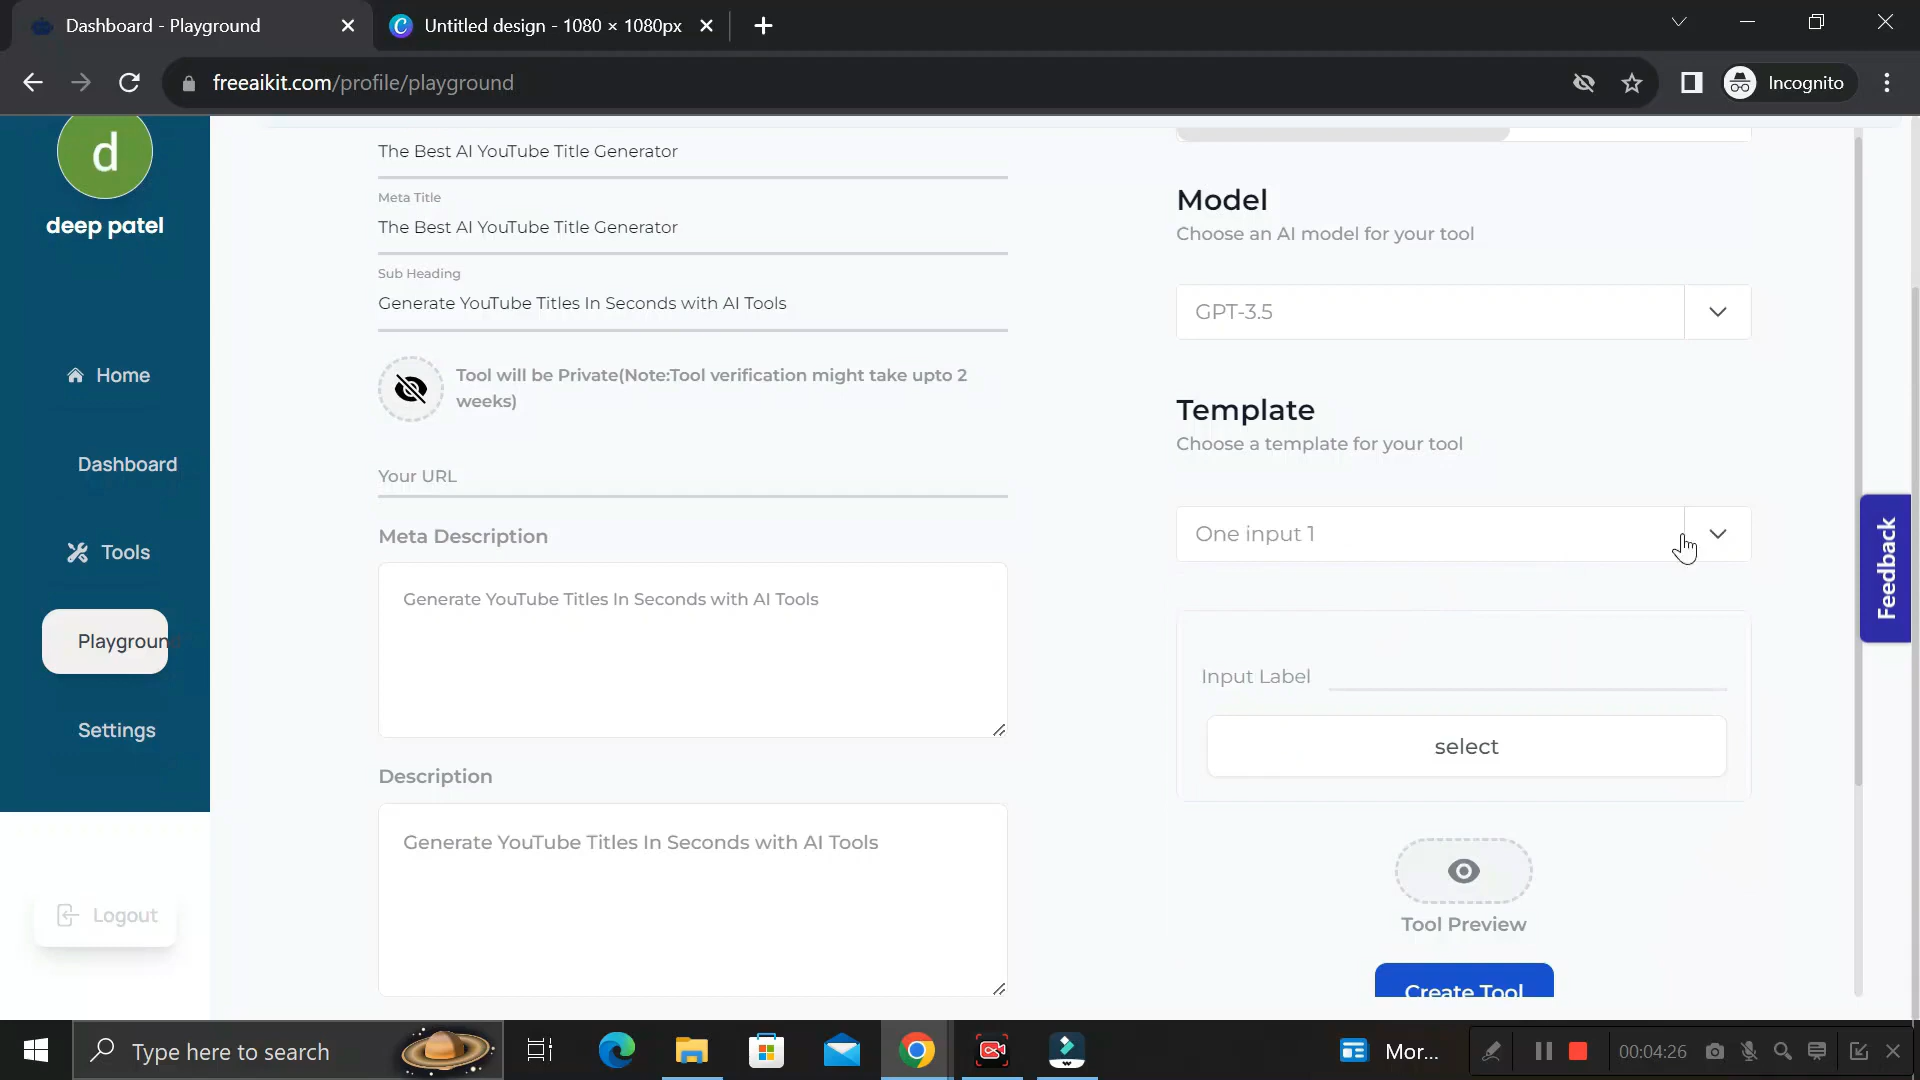 Dashboard - Playground
Untitled design - 1080 × 1080px
freeaikit.com/profile/playground
Incognito
d
deep patel
Home
Dashboard
Tools
Playgroun
Settings
Logout
The Best AI YouTube Title Generator
Meta Title
The Best AI YouTube Title Generator
Sub Heading
Generate YouTube Titles In Seconds with AI Tools
Tool will be Private(Note:Tool verification might take upto 2
weeks)
Your URL
Meta Description
Generate YouTube Titles In Seconds with AI Tools
Description
Generate YouTube Titles In Seconds with AI Tools
Model
Choose an AI model for your tool
GPT-3.5
Template
Choose a template for your tool
One input 1
Input Label
select
Tool Preview
Create Tool
Feedback
Type here to search
Mor...
00:04:26